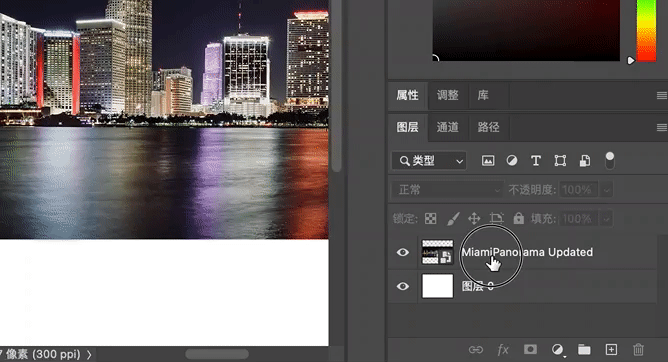 属性 调整 库
图层 通道 路径
类型
正常 不透明度: 100%
锁定: 填充: 100%
MiamiPanorama Updated
图层 0
像素 (300 ppi)
fx